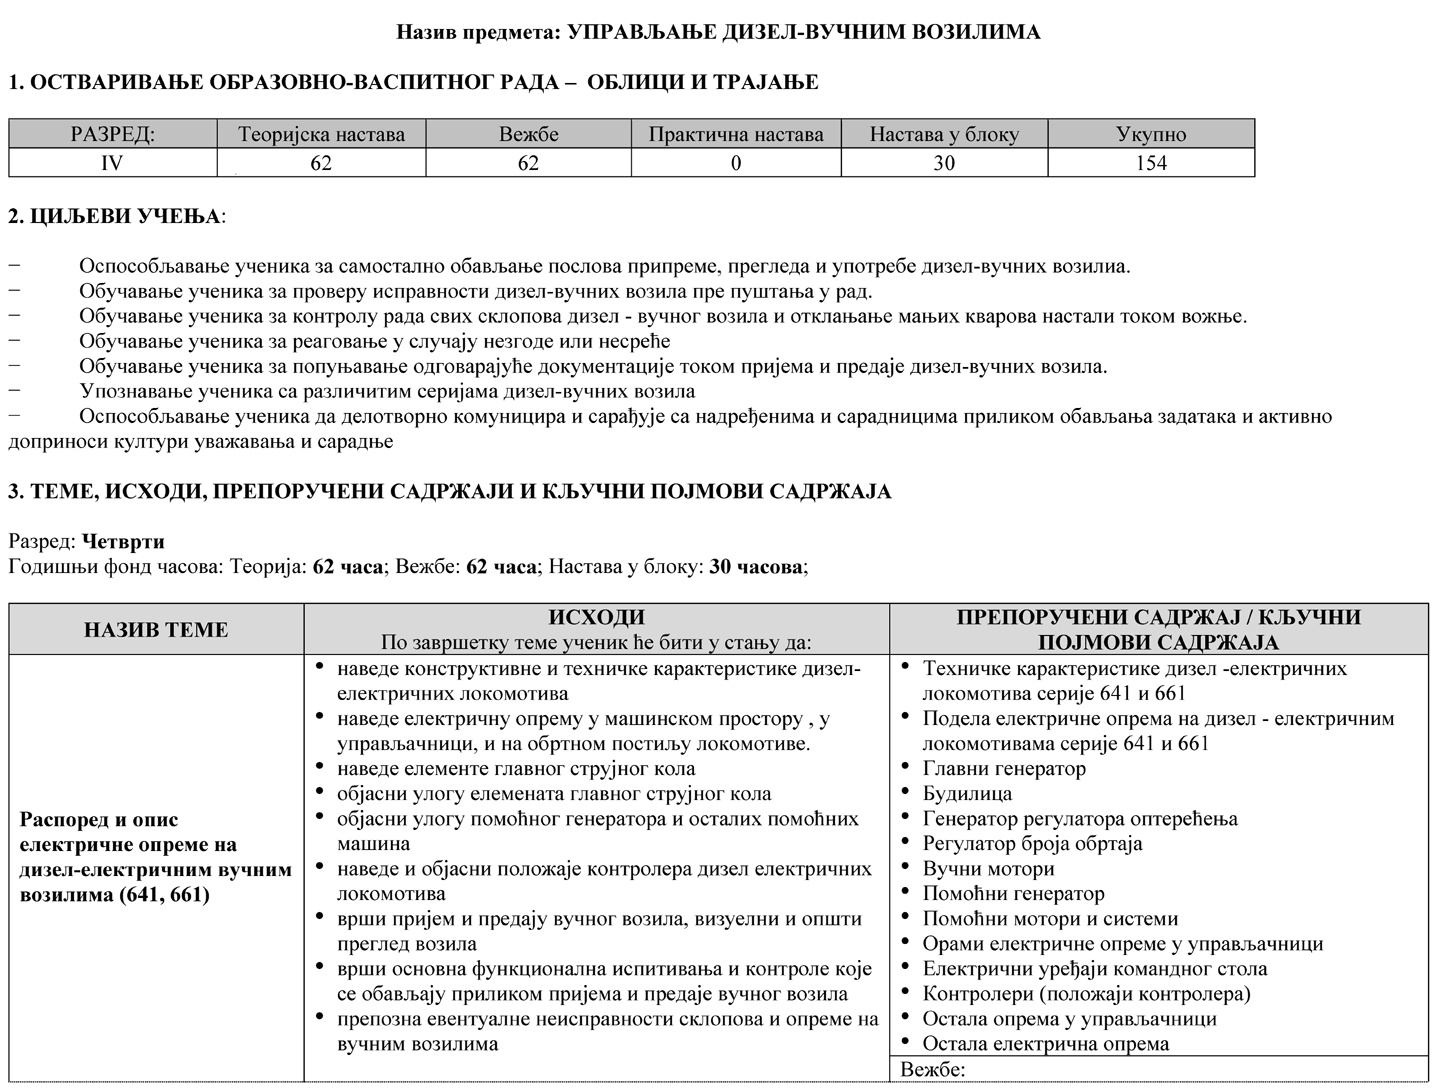 Назив предмета: УПРАВЉАЊЕ ДИЗЕЛ-ВУЧНИМ ВОЗИЛИМА
1. ОСТВАРИВАЊЕ ОБРАЗОВНО-ВАСПИТНОГ РАДА – ОБЛИЦИ И ТРАЈАЊЕ
РАЗРЕД: Теоријска настава Вежбе Практична настава Настава у блоку Укупно
IV 62 62 0 30 154
2. ЦИЉЕВИ УЧЕЊА:
– Оспособљавање ученика за самостално обављање послова припреме, прегледа и употребе дизел-вучних возилиа.
– Обучавање ученика за проверу исправности дизел-вучних возила пре пуштања у рад.
– Обучавање ученика за контролу рада свих склопова дизел - вучног возила и отклањање мањих кварова настали током вожње.
– Обучавање ученика за реаговање у случају незгоде или несреће
– Обучавање ученика за попуњавање одговарајуће документације током пријема и предаје дизел-вучних возила.
– Упознавање ученика са различитим серијама дизел-вучних возила
– Оспособљавање ученика да делотворно комуницира и сарађује са надређенима и сарадницима приликом обављања задатака и активно
доприноси култури уважавања и сарадње
3. ТЕМЕ, ИСХОДИ, ПРЕПОРУЧЕНИ САДРЖАЈИ И КЉУЧНИ ПОЈМОВИ САДРЖАЈА
Разред: Четврти
Годишњи фонд часова: Теорија: 62 часа; Вежбе: 62 часа; Настава у блоку: 30 часова;
НАЗИВ ТЕМЕ
ИСХОДИ
По завршетку теме ученик ће бити у стању да:
ПРЕПОРУЧЕНИ САДРЖАЈ / КЉУЧНИ
ПОЈМОВИ САДРЖАЈА
Распоред и опис
електричне опреме на
дизел-електричним вучним
возилима (641, 661)
• наведе конструктивне и техничке карактеристике дизел-
електричних локомотива
• наведе електричну опрему у машинском простору , у
управљачници, и на обртном постиљу локомотиве.
• наведе елементе главног струјног кола
• објасни улогу елемената главног струјног кола
• објасни улогу помоћног генератора и осталих помоћних
машина
• наведе и објасни положаје контролера дизел електричних
локомотива
• врши пријем и предају вучног возила, визуелни и општи
преглед возила
• врши основна функционална испитивања и контроле које
се обављају приликом пријема и предаје вучног возила
• препозна евентуалне неисправности склопова и опреме на
вучним возилима
• Техничке карактеристике дизел -електричних
локомотива серије 641 и 661
• Подела електричне опрема на дизел - електричним
локомотивама серије 641 и 661
• Главни генератор
• Будилица
• Генератор регулатора оптерећења
• Регулатор броја обртаја
• Вучни мотори
• Помоћни генератор
• Помоћни мотори и системи
• Орами електричне опреме у управљачници
• Електрични уређаји командног стола
• Контролери (положаји контролера)
• Остала опрема у управљачници
• Остала електрична опрема
Вежбе: